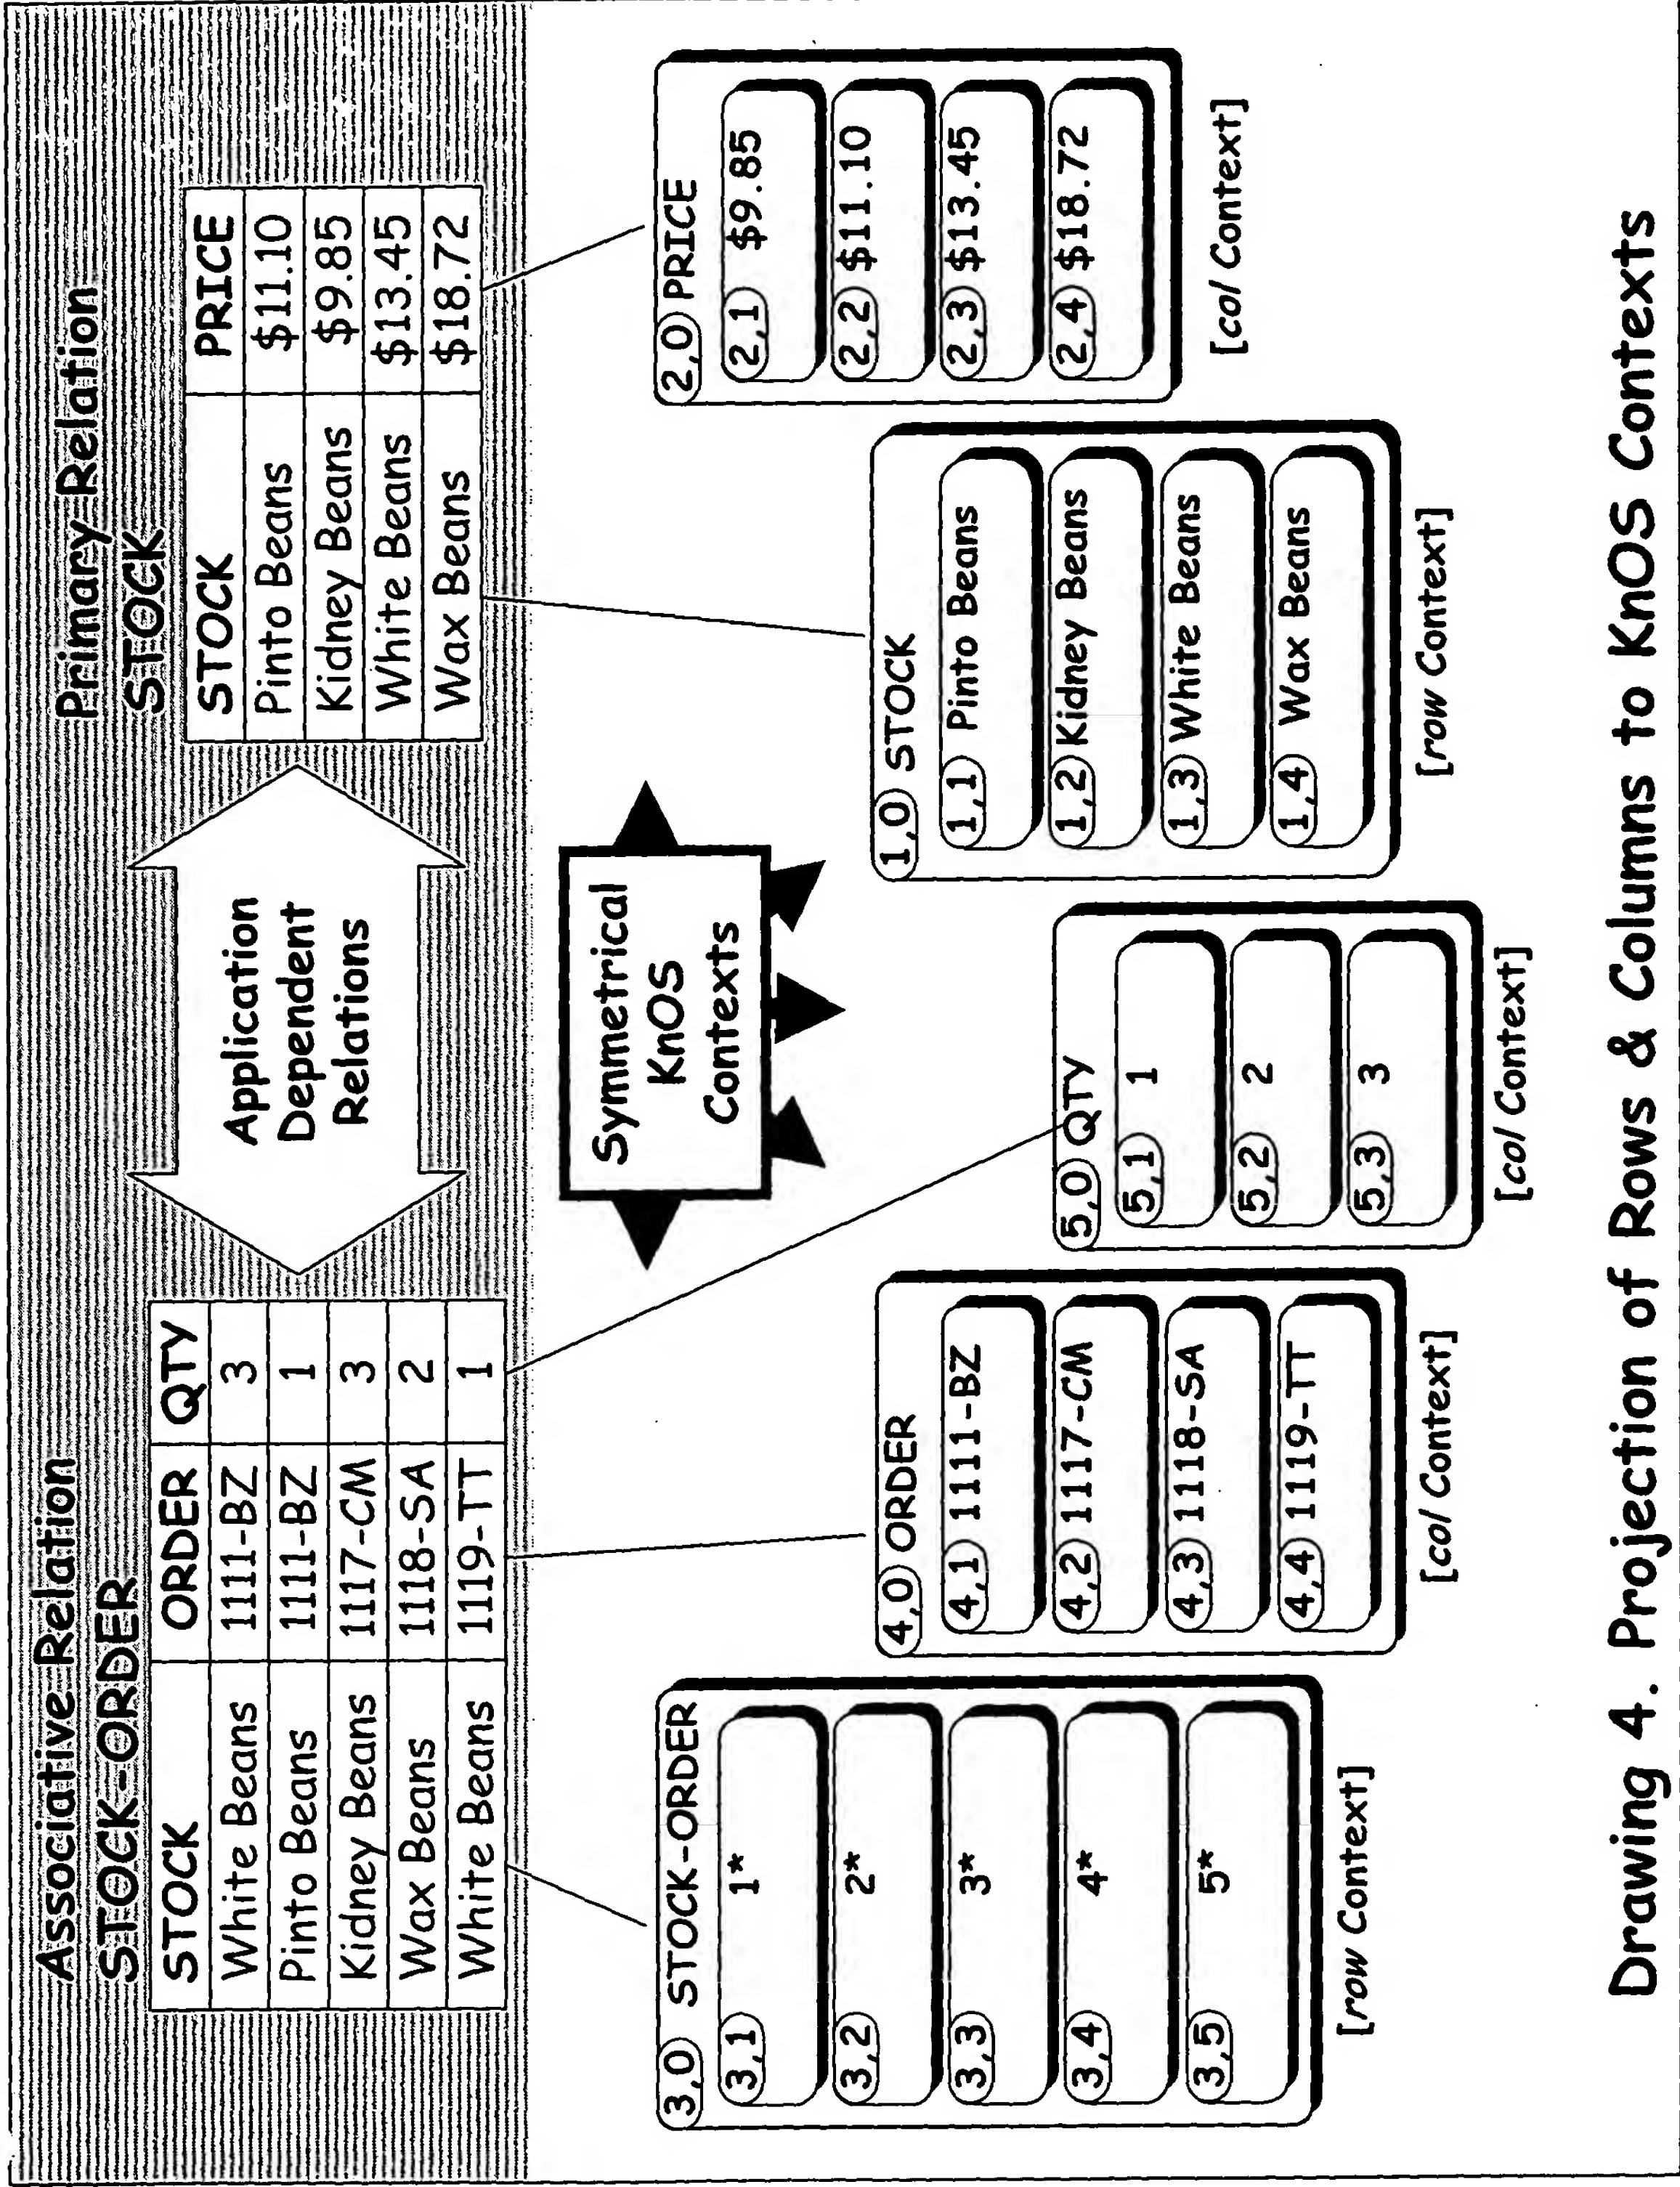 Associative Relation
STOCK-ORDER
STOCK ORDER QTY
White Beans 1111-BZ 3
Pinto Beans 1111-BZ 1
Kidney Beans 1117-CM 3
Wax Beans 1118-SA 2
White Beans 1119-TT 1
Application
Dependent
Relations
Primary Relation
STOCK
STOCK PRICE
Pinto Beans $11.10
Kidney Beans $9.85
White Beans $13.45
Wax Beans $18.72
Symmetrical
KnOS
Contexts
3,0 STOCK-ORDER
3,1 1*
3,2 2*
3,3 3*
3,4 4*
3,5 5*
[row Context]
4,0 ORDER
4,1 1111-BZ
4,2 1117-CM
4,3 1118-SA
4,4 1119-TT
[col Context]
5,0 QTY
5,1 1
5,2 2
5,3 3
[col Context]
1,0 STOCK
1,1 Pinto Beans
1,2 Kidney Beans
1,3 White Beans
1,4 Wax Beans
[row Context]
2,0 PRICE
2,1 $9.85
2,2 $11.10
2,3 $13.45
2,4 $18.72
[col Context]
Drawing 4. Projection of Rows & Columns to KnOS Contexts